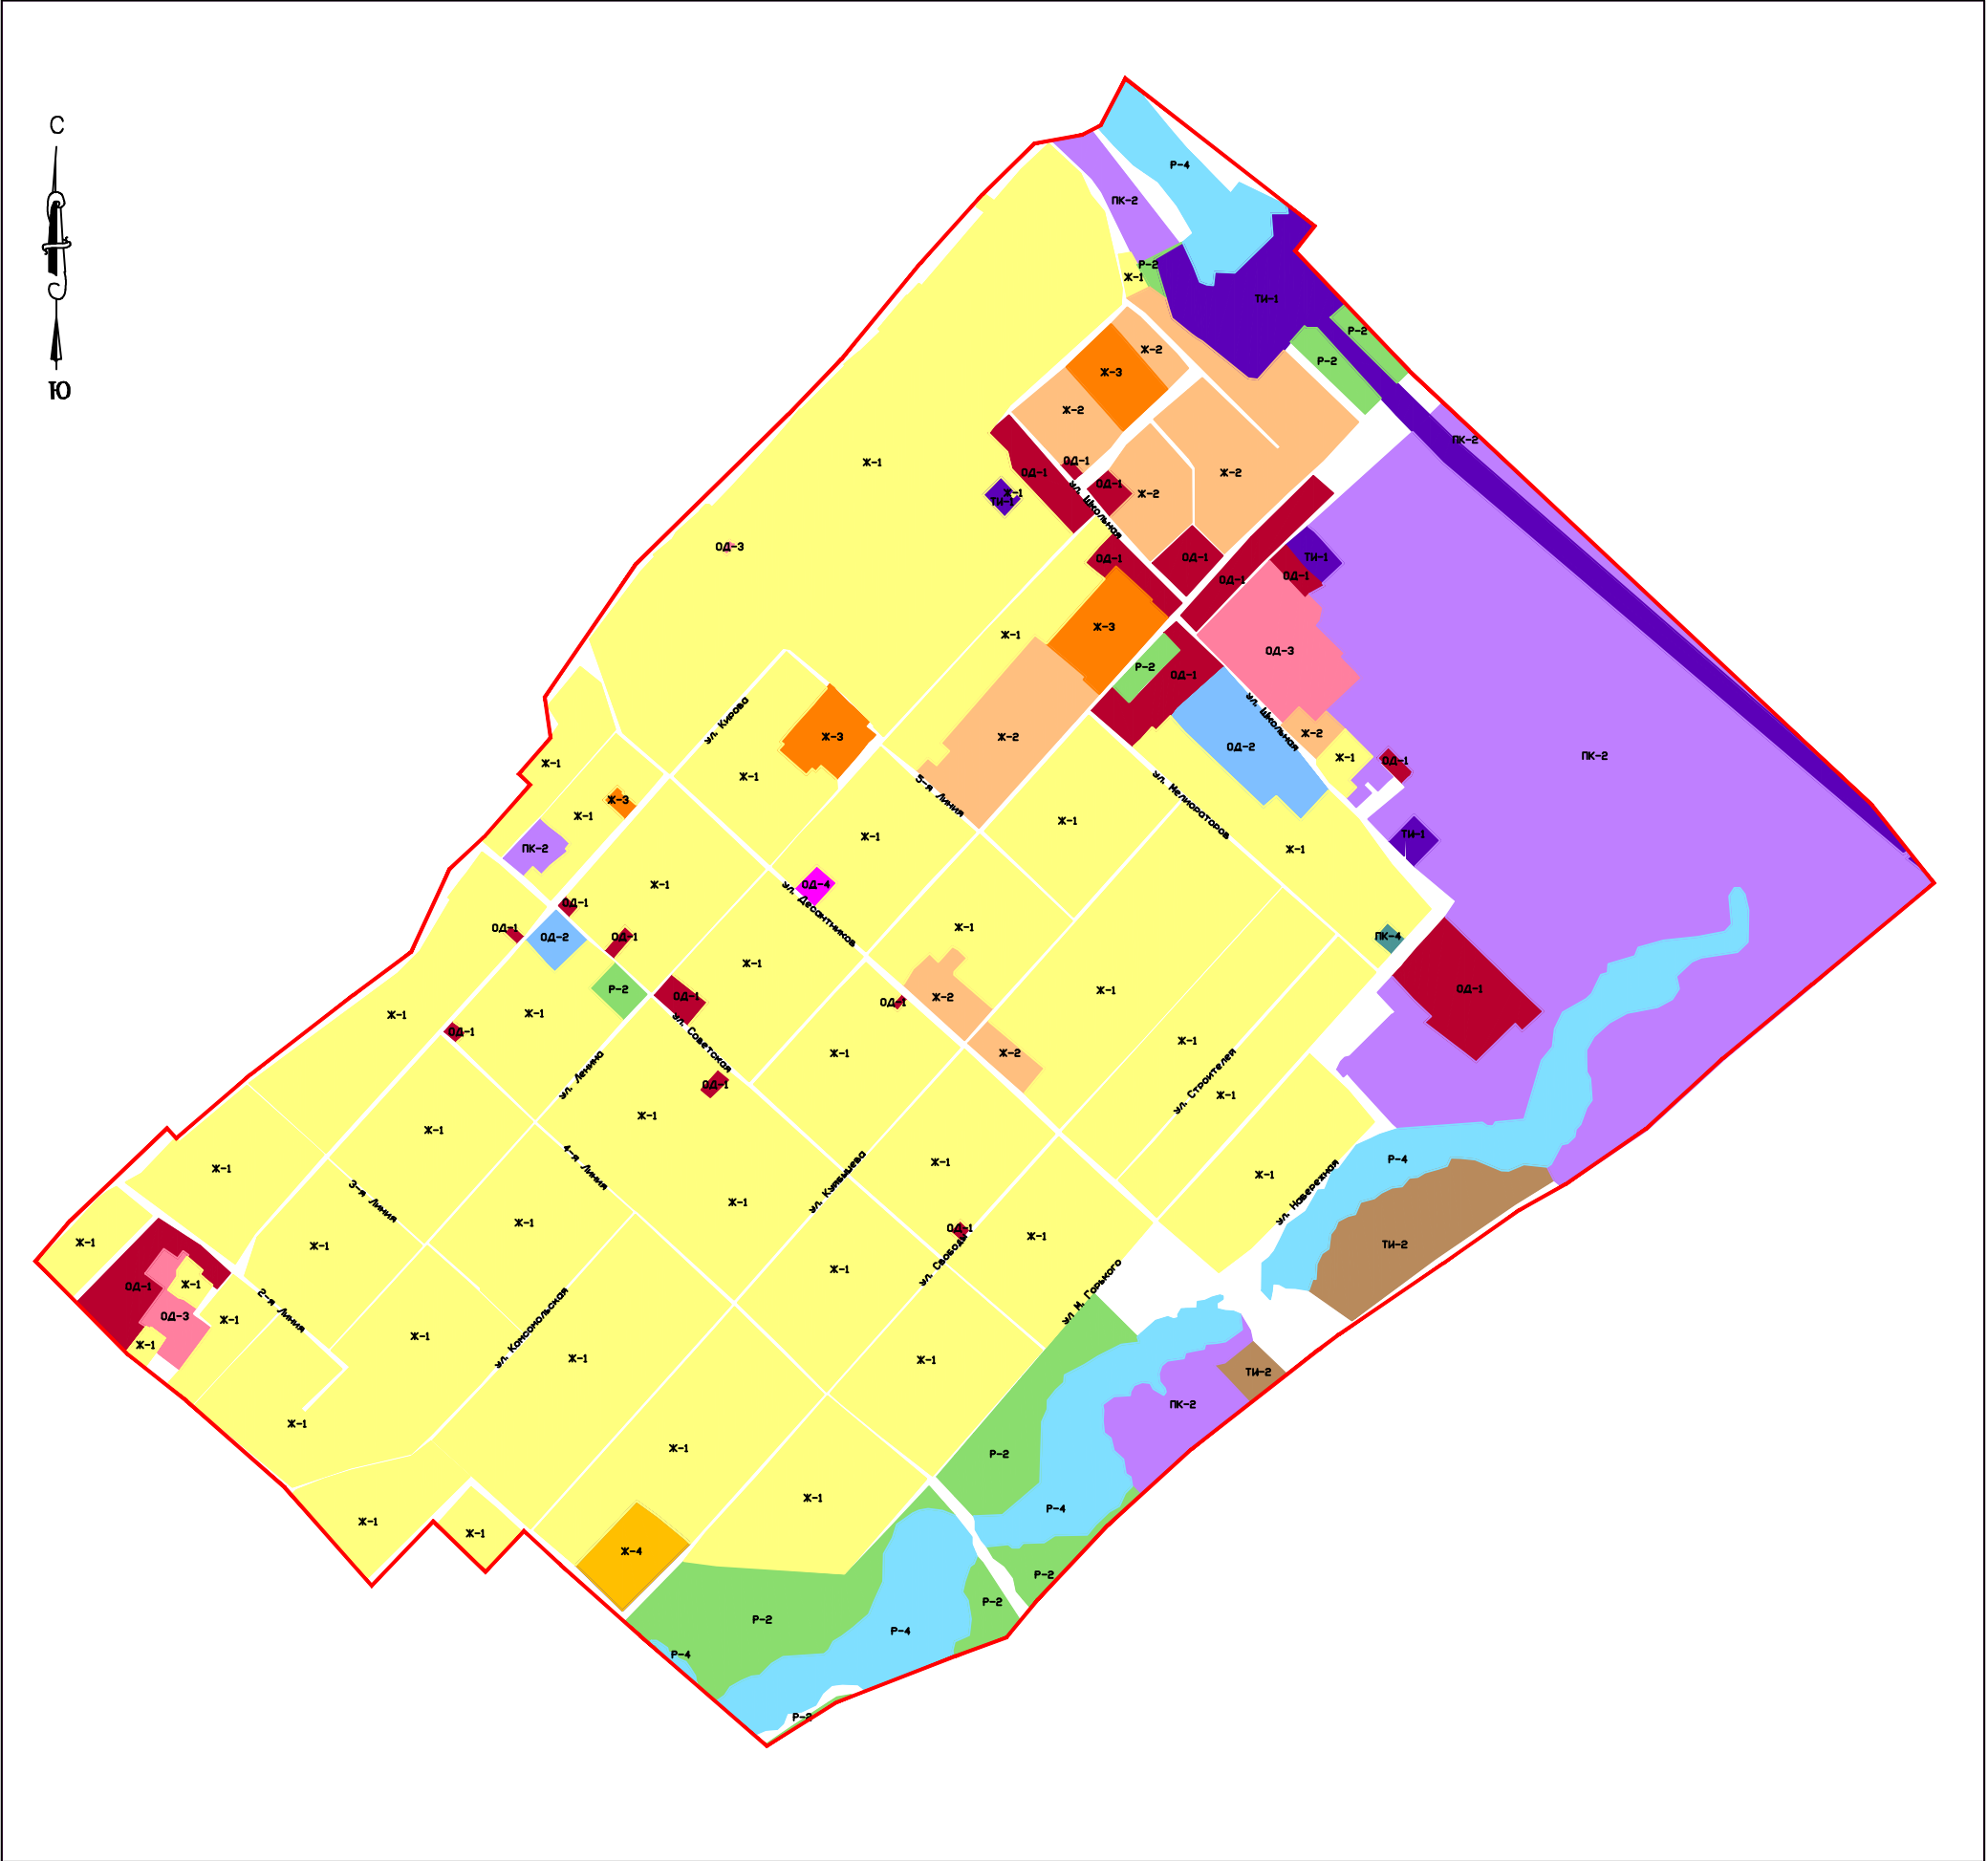 С
Ю
Р-4
ПК-2
Р-2
Ж-1
ТИ-1
Р-2
Р-2
Ж-2
Ж-3
Ж-2
ПК-2
Ж-1
ОД-1
ОД-1
Ж-2
ОД-1
Ж-2
Ж-1
ТИ-1
ул. Школьная
ОД-3
ОД-1
ОД-1
ТИ-1
ОД-1
ОД-1
Ж-3
Ж-1
ОД-3
Р-2
ОД-1
ул. Кирова
ул. Школьная
Ж-2
Ж-3
Ж-2
ОД-2
Ж-1
ОД-1
ПК-2
Ж-1
Ж-1
Ж-3
Ж-1
5-я Линия
ул. Мелиораторов
Ж-1
Ж-1
ТИ-1
ПК-2
Ж-1
Ж-1
ОД-4
ОД-1
ОД-1
ОД-2
ОД-1
ул. Десантников
Ж-1
ПК-4
Ж-1
Р-2
ОД-1
ОД-1
Ж-2
Ж-1
ОД-1
Ж-1
Ж-1
ОД-1
ул. Советская
Ж-1
Ж-2
Ж-1
ул. Ленина
ОД-1
ул. Строителей
Ж-1
Ж-1
Ж-1
4-я Линия
Ж-1
Р-4
Ж-1
ул. Куйбышева
Ж-1
ул. Набережная
3-я Линия
Ж-1
Ж-1
ОД-1
Ж-1
ТИ-2
Ж-1
Ж-1
ул. Свободы
Ж-1
ОД-1
Ж-1
ул М. Горького
2-я Линия
ОД-3
Ж-1
Ж-1
ул. Комсомольская
Ж-1
Ж-1
Ж-1
ТИ-2
ПК-2
Ж-1
Ж-1
Р-2
Ж-1
Р-4
Ж-1
Ж-1
Ж-4
Р-2
Р-2
Р-2
Р-4
Р-4
Р-2